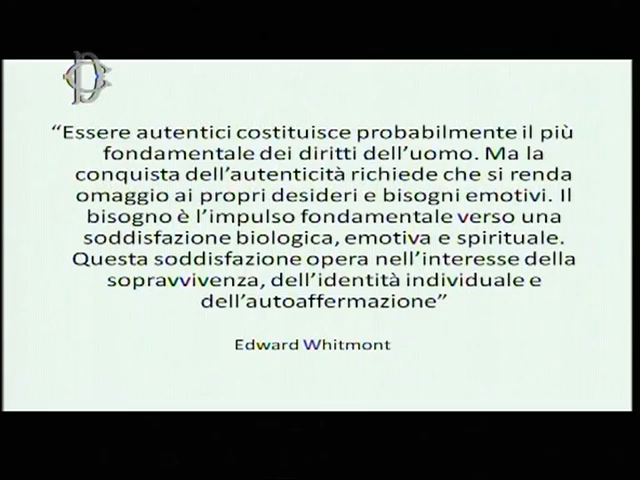 “Essere autentici costituisce probabilmente il più
fondamentale dei diritti dell’uomo. Ma la
conquista dell’autenticità richiede che si renda
omaggio ai propri desideri e bisogni emotivi. Il
bisogno è l’impulso fondamentale verso una
soddisfazione biologica, emotiva e spirituale.
Questa soddisfazione opera nell’interesse della
sopravvivenza, dell’identità individuale e
dell’autoaffermazione”
Edward Whitmont